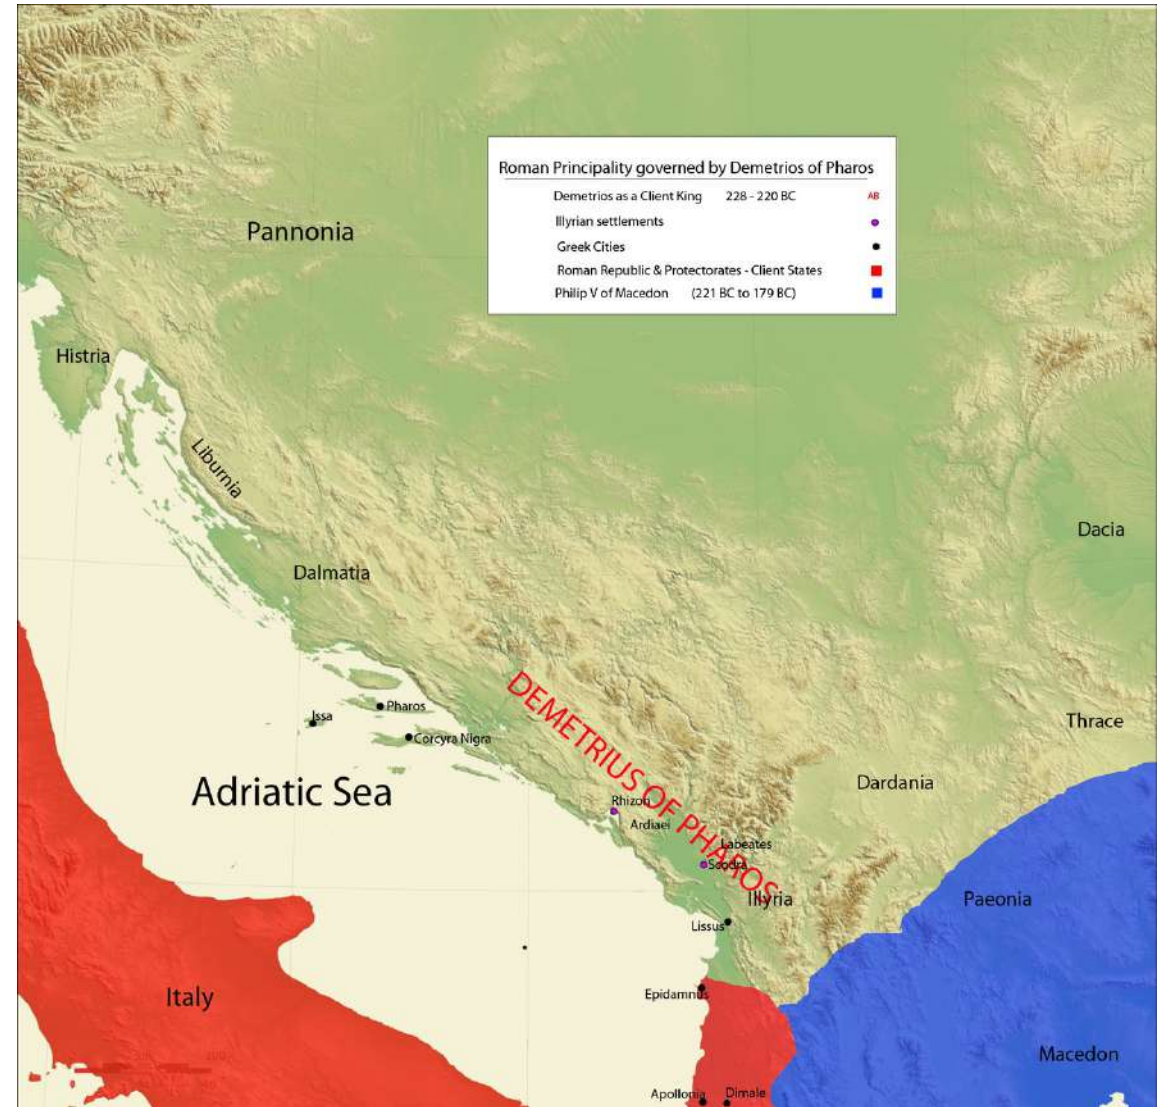 Roman Principality governed by Demetrios of Pharos
Demetrios as a Client King 228 - 220 BC AB
Illyrian settlements
Greek Cities
Roman Republic & Protectorates - Client States
Philip V of Macedon (221 BC to 179 BC)
Pannonia
Histria
Liburnia
Dacia
Dalmatia
DEMETRIUS OF PHAROS
Pharos
Issa
Corcyra Nigra
Thrace
Adriatic Sea
Dardania
Rhizon
Ardiaei
Labeates
Scodra
Illyria
Paeonia
Lissus
Italy
Epidamnus
Macedon
Apollonia
Dimale